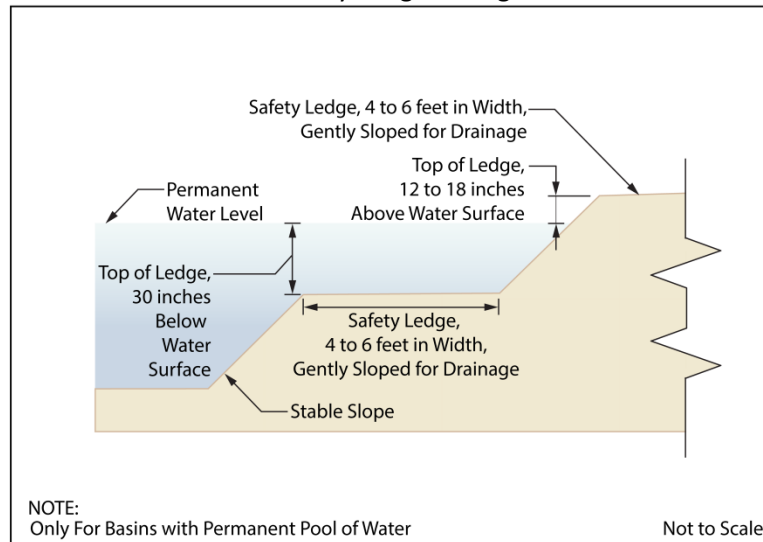 Safety Ledge, 4 to 6 feet in Width,
Gently Sloped for Drainage
Top of Ledge,
12 to 18 inches
Above Water Surface
Permanent
Water Level
Top of Ledge,
30 inches
Below
Water
Surface
Safety Ledge,
4 to 6 feet in Width,
Gently Sloped for Drainage
Stable Slope
NOTE:
Only For Basins with Permanent Pool of Water
Not to Scale